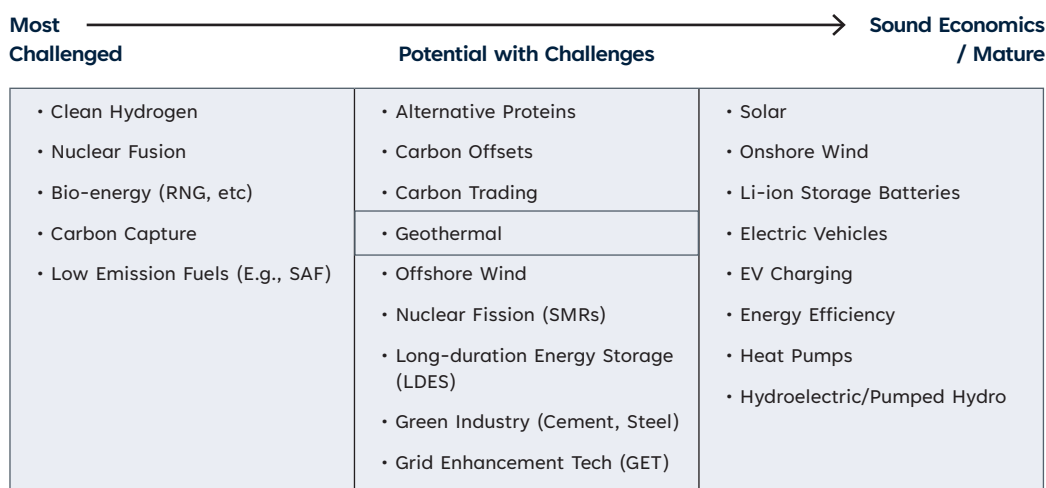 Most Challenged
Potential with Challenges
Sound Economics / Mature
• Clean Hydrogen
• Nuclear Fusion
• Bio-energy (RNG, etc)
• Carbon Capture
• Low Emission Fuels (E.g., SAF)
• Alternative Proteins
• Carbon Offsets
• Carbon Trading
• Geothermal
• Offshore Wind
• Nuclear Fission (SMRs)
• Long-duration Energy Storage
(LDES)
• Green Industry (Cement, Steel)
• Grid Enhancement Tech (GET)
• Solar
• Onshore Wind
• Li-ion Storage Batteries
• Electric Vehicles
• EV Charging
• Energy Efficiency
• Heat Pumps
• Hydroelectric/Pumped Hydro